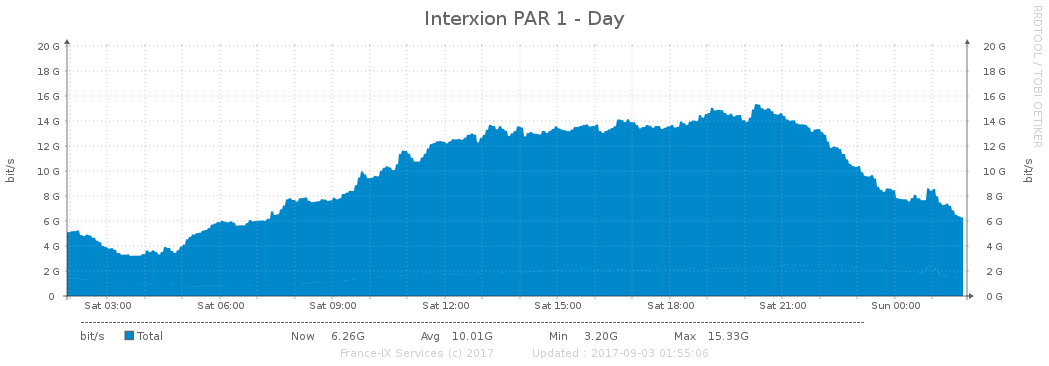 Interxion PAR 1 - Day
RRDTOOL / TOBI OETIKER
20 G 20 G
18 G 18 G
16 G 16 G
14 G 14 G
12 G 12 G
10 G 10 G
8 G 8 G
6 G 6 G
4 G 4 G
2 G 2 G
0 0 G
bit/s bit/s
Sat 03:00 Sat 06:00 Sat 09:00 Sat 12:00 Sat 15:00 Sat 18:00 Sat 21:00 Sun 00:00
bit/s Total Now 6.26G Avg 10.01G Min 3.20G Max 15.33G
France-IX Services (c) 2017 Updated : 2017-09-03 01:55:06